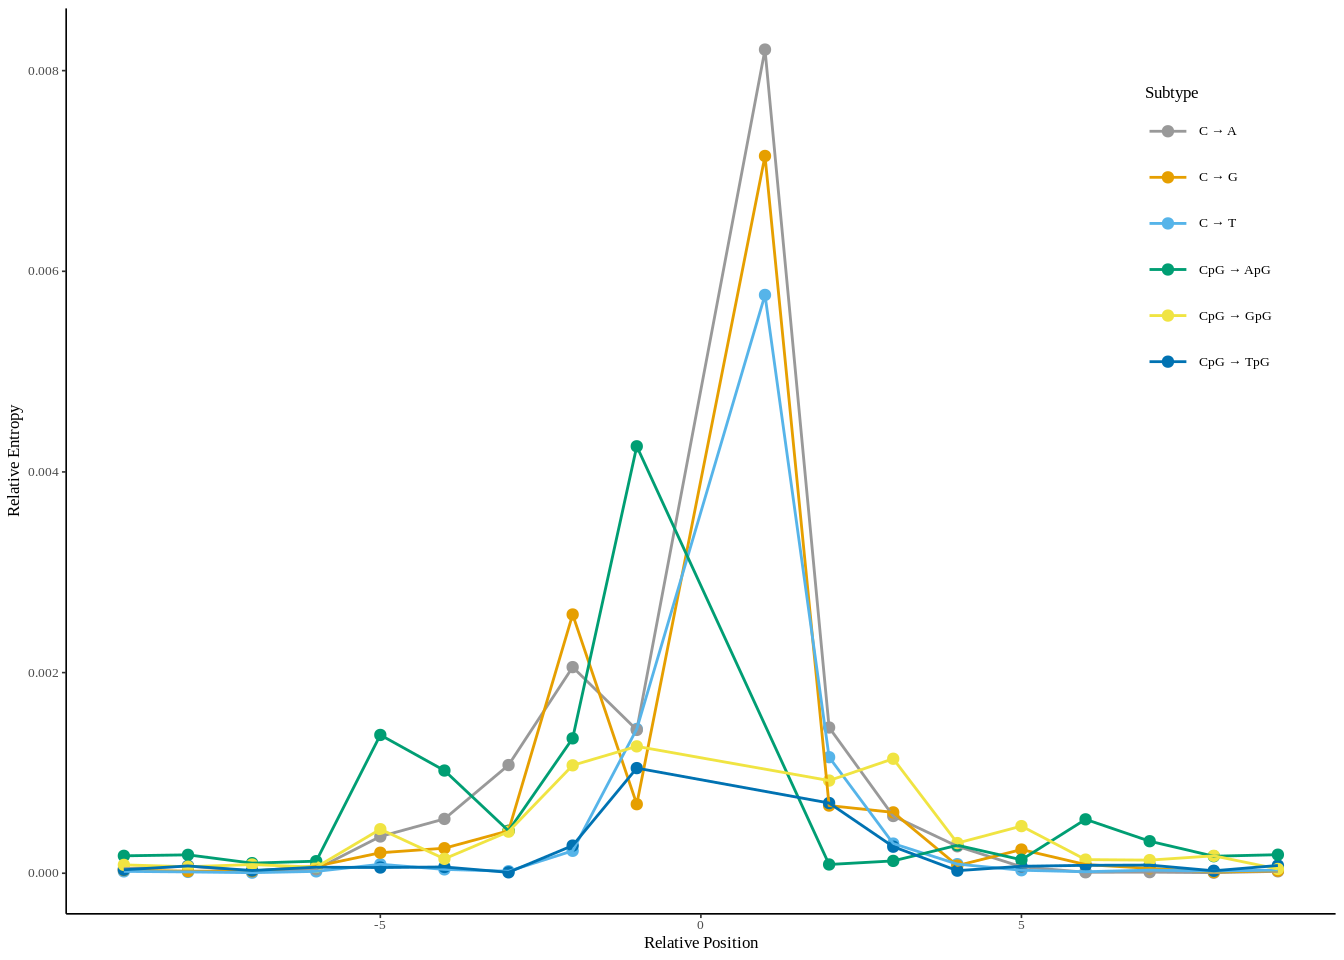 0.008
0.006
0.004
0.002
0.000
Relative Entropy
-5
0
5
Relative Position
Subtype
C → A
C → G
C → T
CpG → ApG
CpG → GpG
CpG → TpG